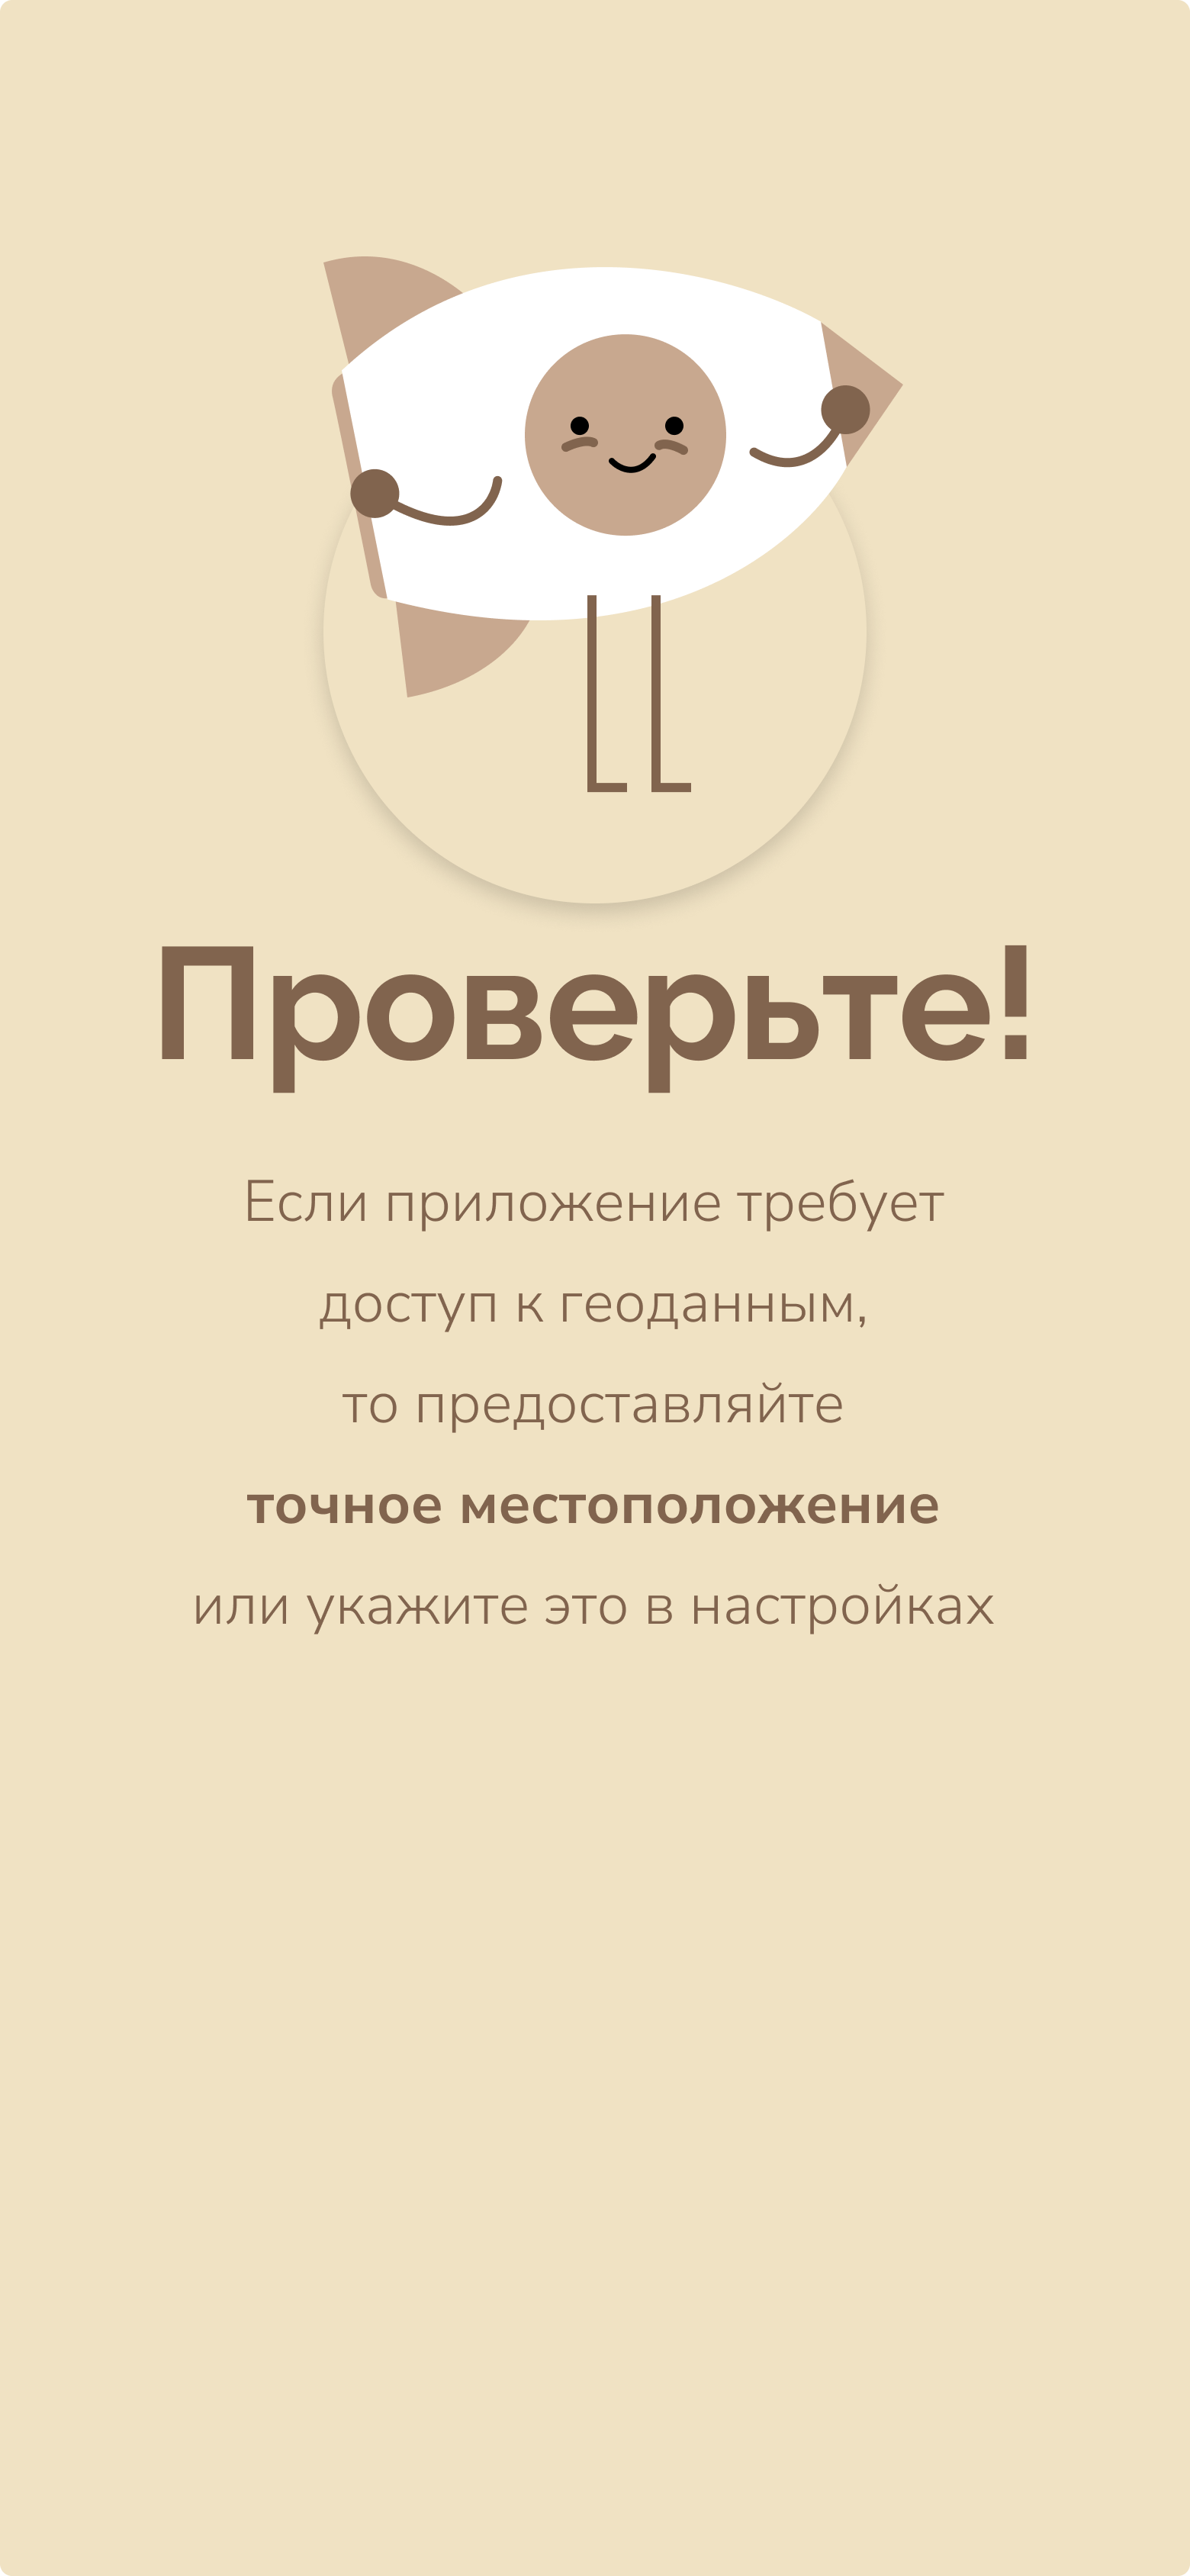 Проверьте!
Если приложение требует
доступ к геоданным,
то предоставляйте
точное местоположение
или укажите это в настройках